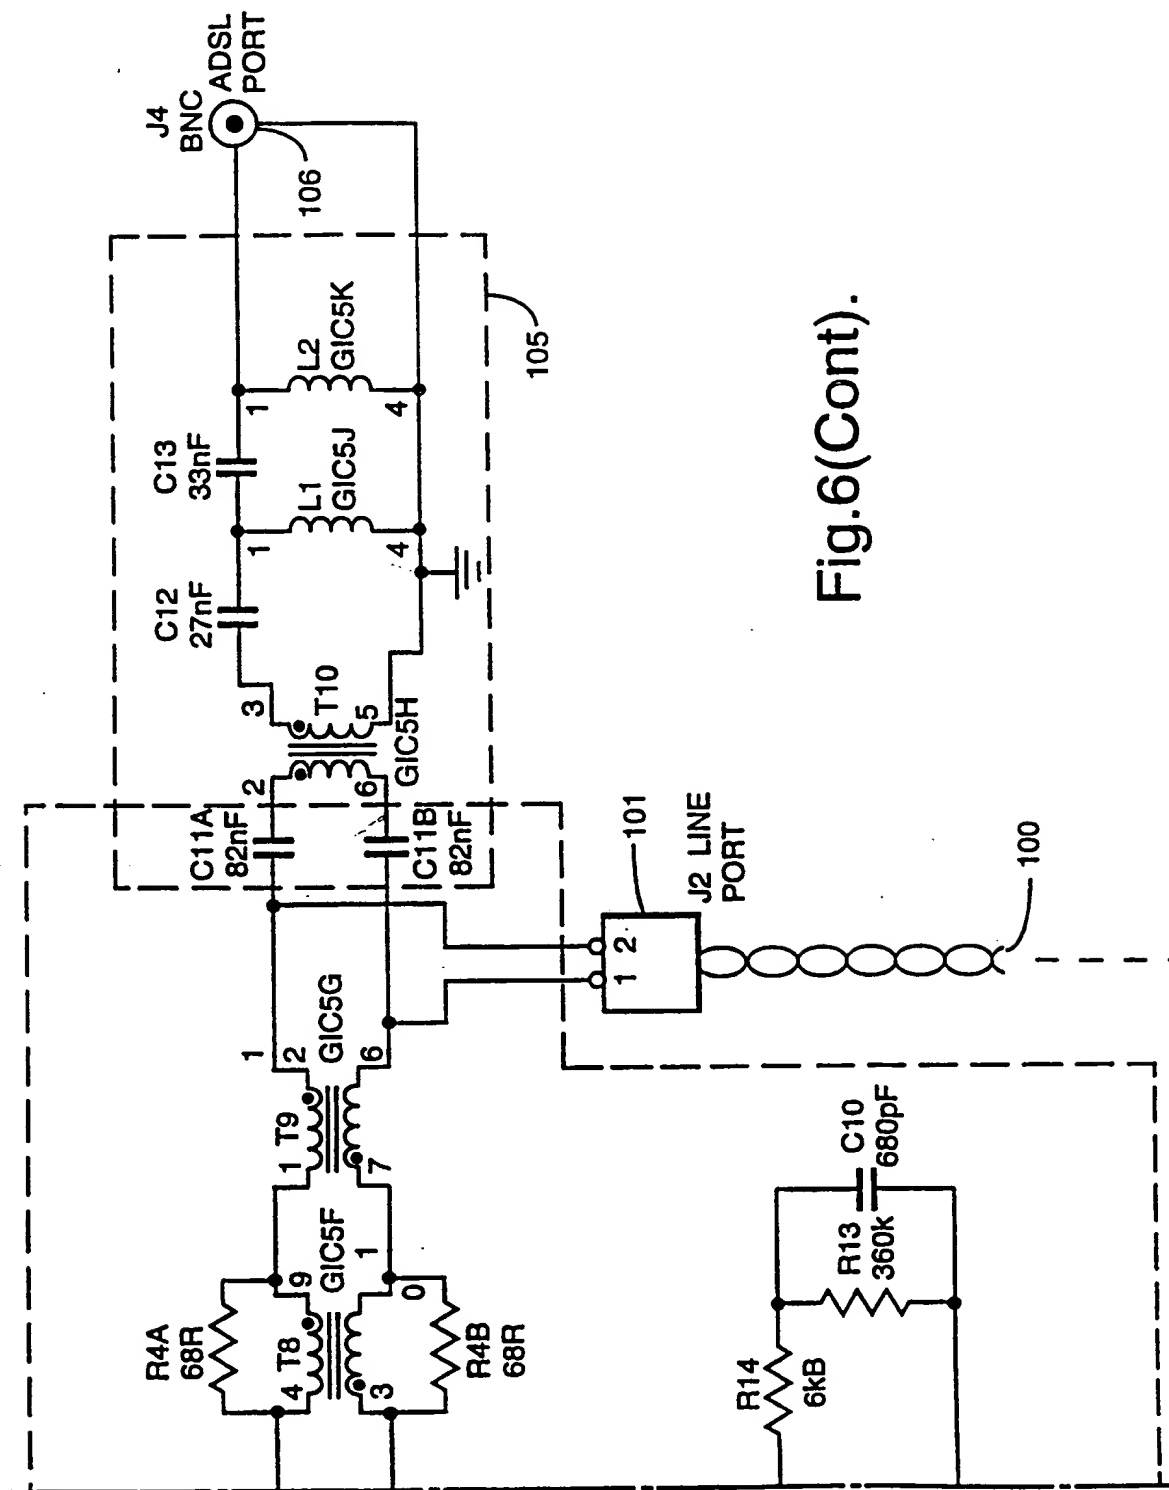 J4
BNC
ADSL
PORT
106
105
L2
GIC5K
1
4
C13
33nF
L1
GIC5J
1
4
C12
27nF
T10
3
5
GIC5H
2
6
C11A
82nF
C11B
82nF
101
J2 LINE
PORT
2
1
100
GIC5G
1
2
6
T9
1
7
GIC5F
1
9
0
R4A
68R
T8
4
3
R4B
68R
C10
680pF
R13
360k
R14
6kB
Fig.6(Cont).